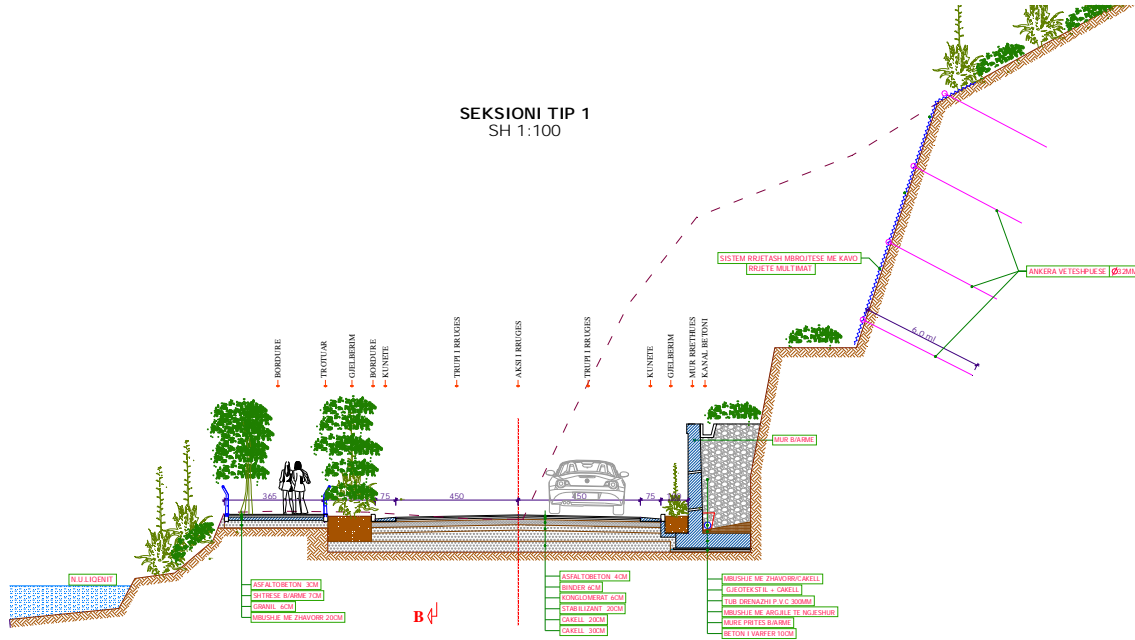 SEKSIONI TIP 1
SH 1:100
SISTEM RRJETASH MBROJTESE ME KAVO
RRJETE MULTIMAT
ANKERA VETESHPUESE Ø32MM
6.0 ml
BORDURE
TROTUAR
GJELBERIM
BORDURE
KUNETE
TRUPI I RRUGES
AKSI I RRUGES
TRUPI I RRUGES
KUNETE
GJELBERIM
MUR RRETHUES
KANAL BETONI
MUR B/ARME
365
75
450
450
75
N.U.LIQENIT
ASFALTOBETON 3CM
SHTRESE B/ARME 7CM
GRANIL 6CM
MBUSHJE ME ZHAVORR 20CM
B
ASFALTOBETON 4CM
BINDER 6CM
KONGLOMERAT 6CM
STABILIZANT 20CM
CAKELL 20CM
CAKELL 30CM
MBUSHJE ME ZHAVORR/CAKELL
GJEOTEKSTIL + CAKELL
TUB DRENAZHI P.V.C 300MM
MBUSHJE ME ARGJILE TE NGJESHUR
MURE PRITES B/ARME
BETON I VARFER 10CM